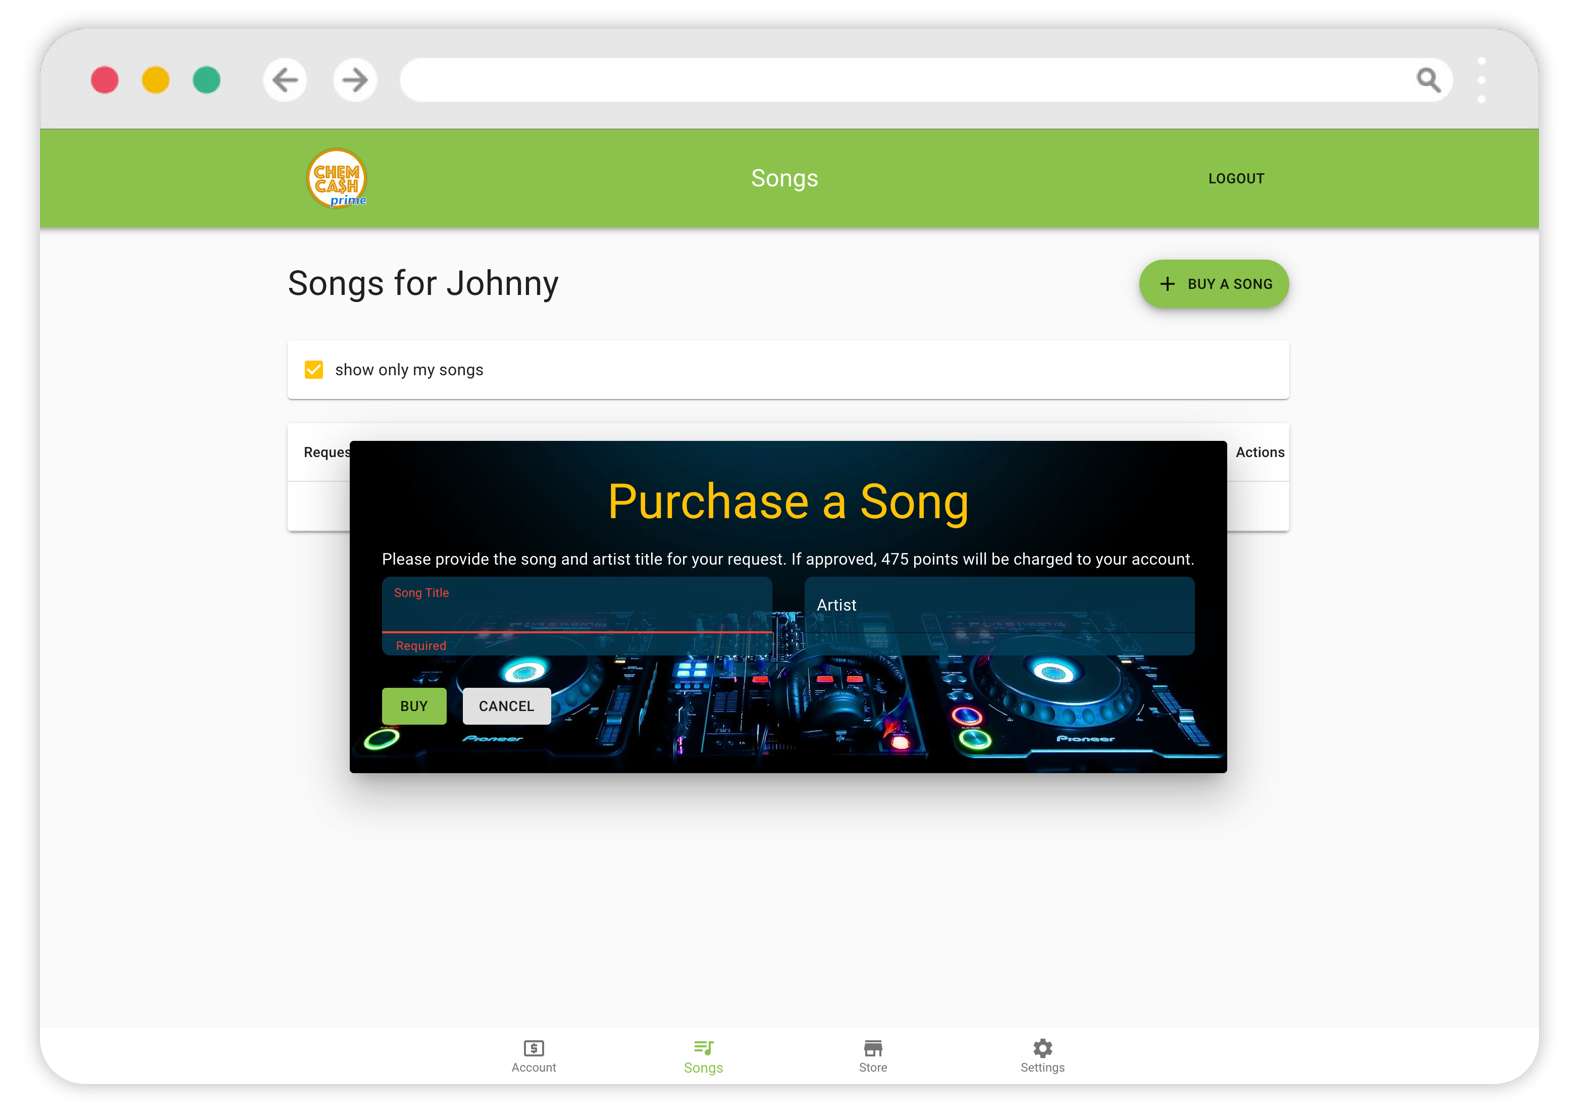 CHEM
CA$H
prime
Songs
LOGOUT
Songs for Johnny
BUY A SONG
show only my songs
Reques
Actions
Purchase a Song
Please provide the song and artist title for your request. If approved, 475 points will be charged to your account.
Song Title
Artist
Required
BUY
CANCEL
Pioneer
Pioneer
$
Account
Songs
Store
Settings